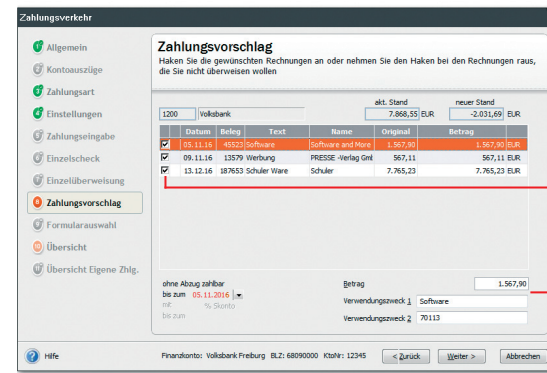 Zahlungsverkehr
Allgemein
Kontoauszüge
Zahlungsart
Einstellungen
Zahlungseingabe
Einzelscheck
Einzelüberweisung
Zahlungsvorschlag
Formularauswahl
Übersicht
Übersicht Eigene Zhlg.
Zahlungsvorschlag
Haken Sie die gewünschten Rechnungen an oder nehmen Sie den Haken bei den Rechnungen raus,
die Sie nicht überweisen wollen
akt. Stand neuer Stand
1200 Volksbank 7.868,55 EUR -2.031,69 EUR
Datum Beleg Text Name Original Betrag
05.11.16 45523 Software Software and More 1.567,90 1.567,90 EUR
09.11.16 13579 Werbung PRESSE -Verlag Gml 567,11 567,11 EUR
13.12.16 187653 Schuler Ware Schuler 7.765,23 7.765,23 EUR
ohne Abzug zahlbar
bis zum 05.11.2016
mit % Skonto
bis zum
Betrag 1.567,90
Verwendungszweck 1 Software
Verwendungszweck 2 70113
Hilfe
Finanzkonto: Volksbank Freiburg BLZ: 68090000 KtoNr: 12345
< Zurück Weiter > Abbrechen